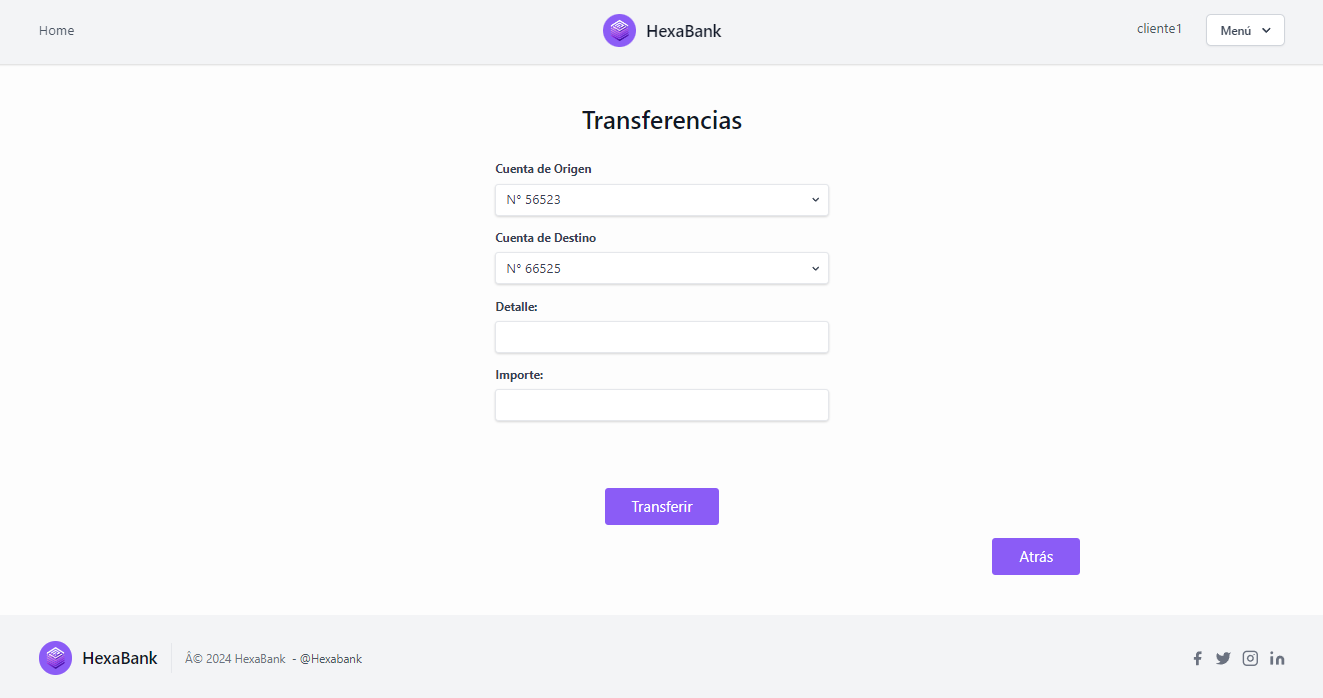 Home
HexaBank
cliente1
Menú
Transferencias
Cuenta de Origen
N° 56523
Cuenta de Destino
N° 66525
Detalle:
Importe:
Transferir
Atrás
HexaBank
Â© 2024 HexaBank - @Hexabank